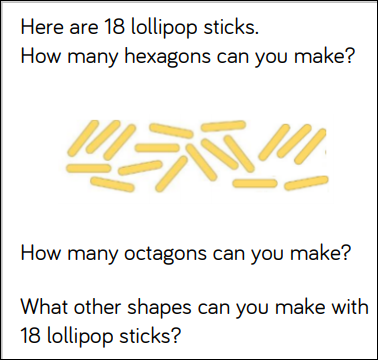 Here are 18 lollipop sticks.
How many hexagons can you make?
How many octagons can you make?
What other shapes can you make with
18 lollipop sticks?